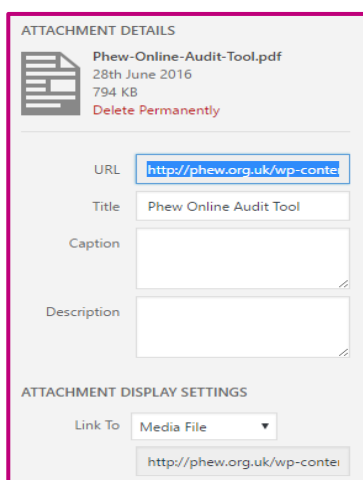 ATTACHMENT DETAILS
Phew-Online-Audit-Tool.pdf
28th June 2016
794 KB
Delete Permanently
URL http://phew.org.uk/wp-conte
Title Phew Online Audit Tool
Caption
Description
ATTACHMENT DISPLAY SETTINGS
Link To Media File
http://phew.org.uk/wp-conte